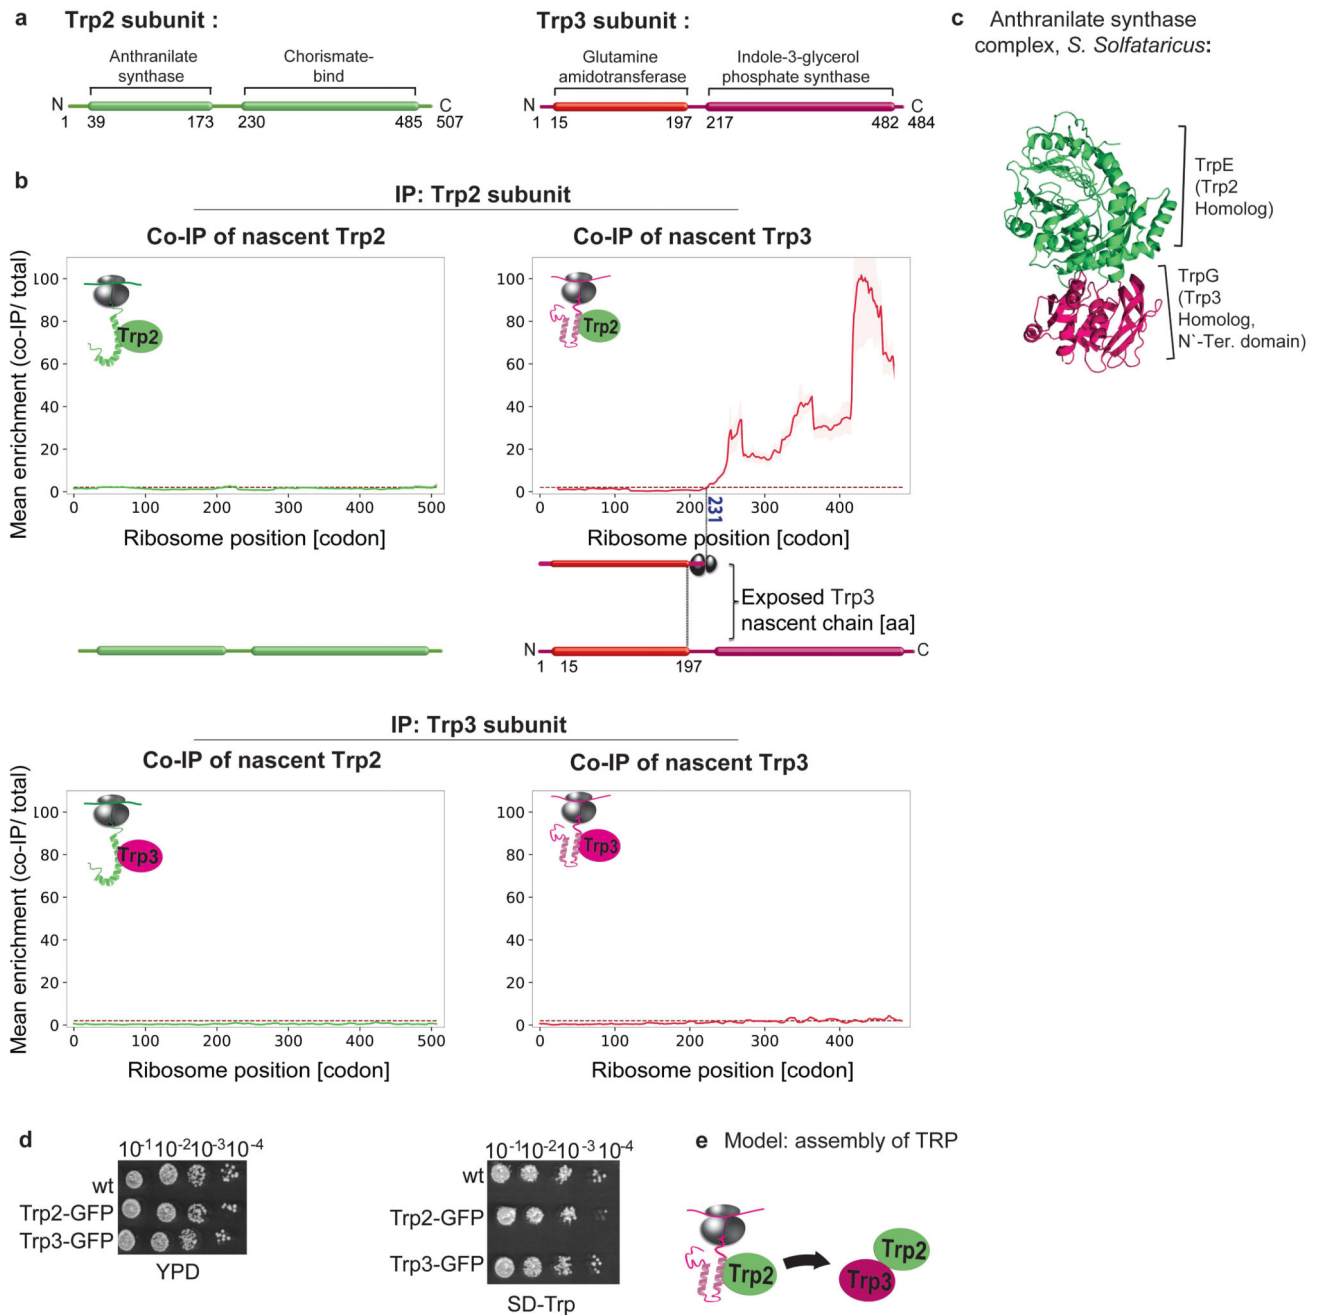 a Trp2 subunit :
Anthranilate
synthase
Chorismate-
bind
N
C
1 39 173 230 485 507
Trp3 subunit :
Glutamine
amidotransferase
Indole-3-glycerol
phosphate synthase
N
C
1 15 197 217 482 484
c Anthranilate synthase
complex, S. Solfataricus:
TrpE
(Trp2
Homolog)
TrpG
(Trp3
Homolog,
N`-Ter. domain)
b
IP: Trp2 subunit
Co-IP of nascent Trp2
Mean enrichment (co-IP/ total)
100
80
60
40
20
0
Trp2
0 100 200 300 400 500
Ribosome position [codon]
Co-IP of nascent Trp3
100
80
60
40
20
0
Trp2
0 100 200 300 400
231
Ribosome position [codon]
Exposed Trp3
nascent chain [aa]
N
C
1 15 197
IP: Trp3 subunit
Co-IP of nascent Trp2
Mean enrichment (co-IP/ total)
100
80
60
40
20
0
Trp3
0 100 200 300 400 500
Ribosome position [codon]
Co-IP of nascent Trp3
100
80
60
40
20
0
Trp3
0 100 200 300 400
Ribosome position [codon]
d
10-1 10-2 10-3 10-4
wt
Trp2-GFP
Trp3-GFP
YPD
10-1 10-2 10-3 10-4
wt
Trp2-GFP
Trp3-GFP
SD-Trp
e Model: assembly of TRP
Trp2
Trp2
Trp3